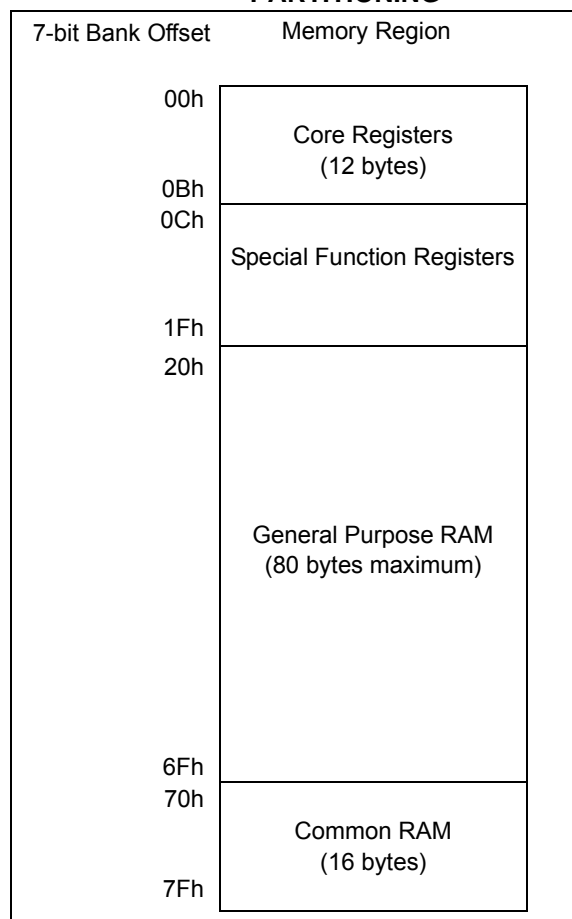 PARTITIONING
7-bit Bank Offset Memory Region
00h
Core Registers
(12 bytes)
0Bh
0Ch
Special Function Registers
1Fh
20h
General Purpose RAM
(80 bytes maximum)
6Fh
70h
Common RAM
(16 bytes)
7Fh